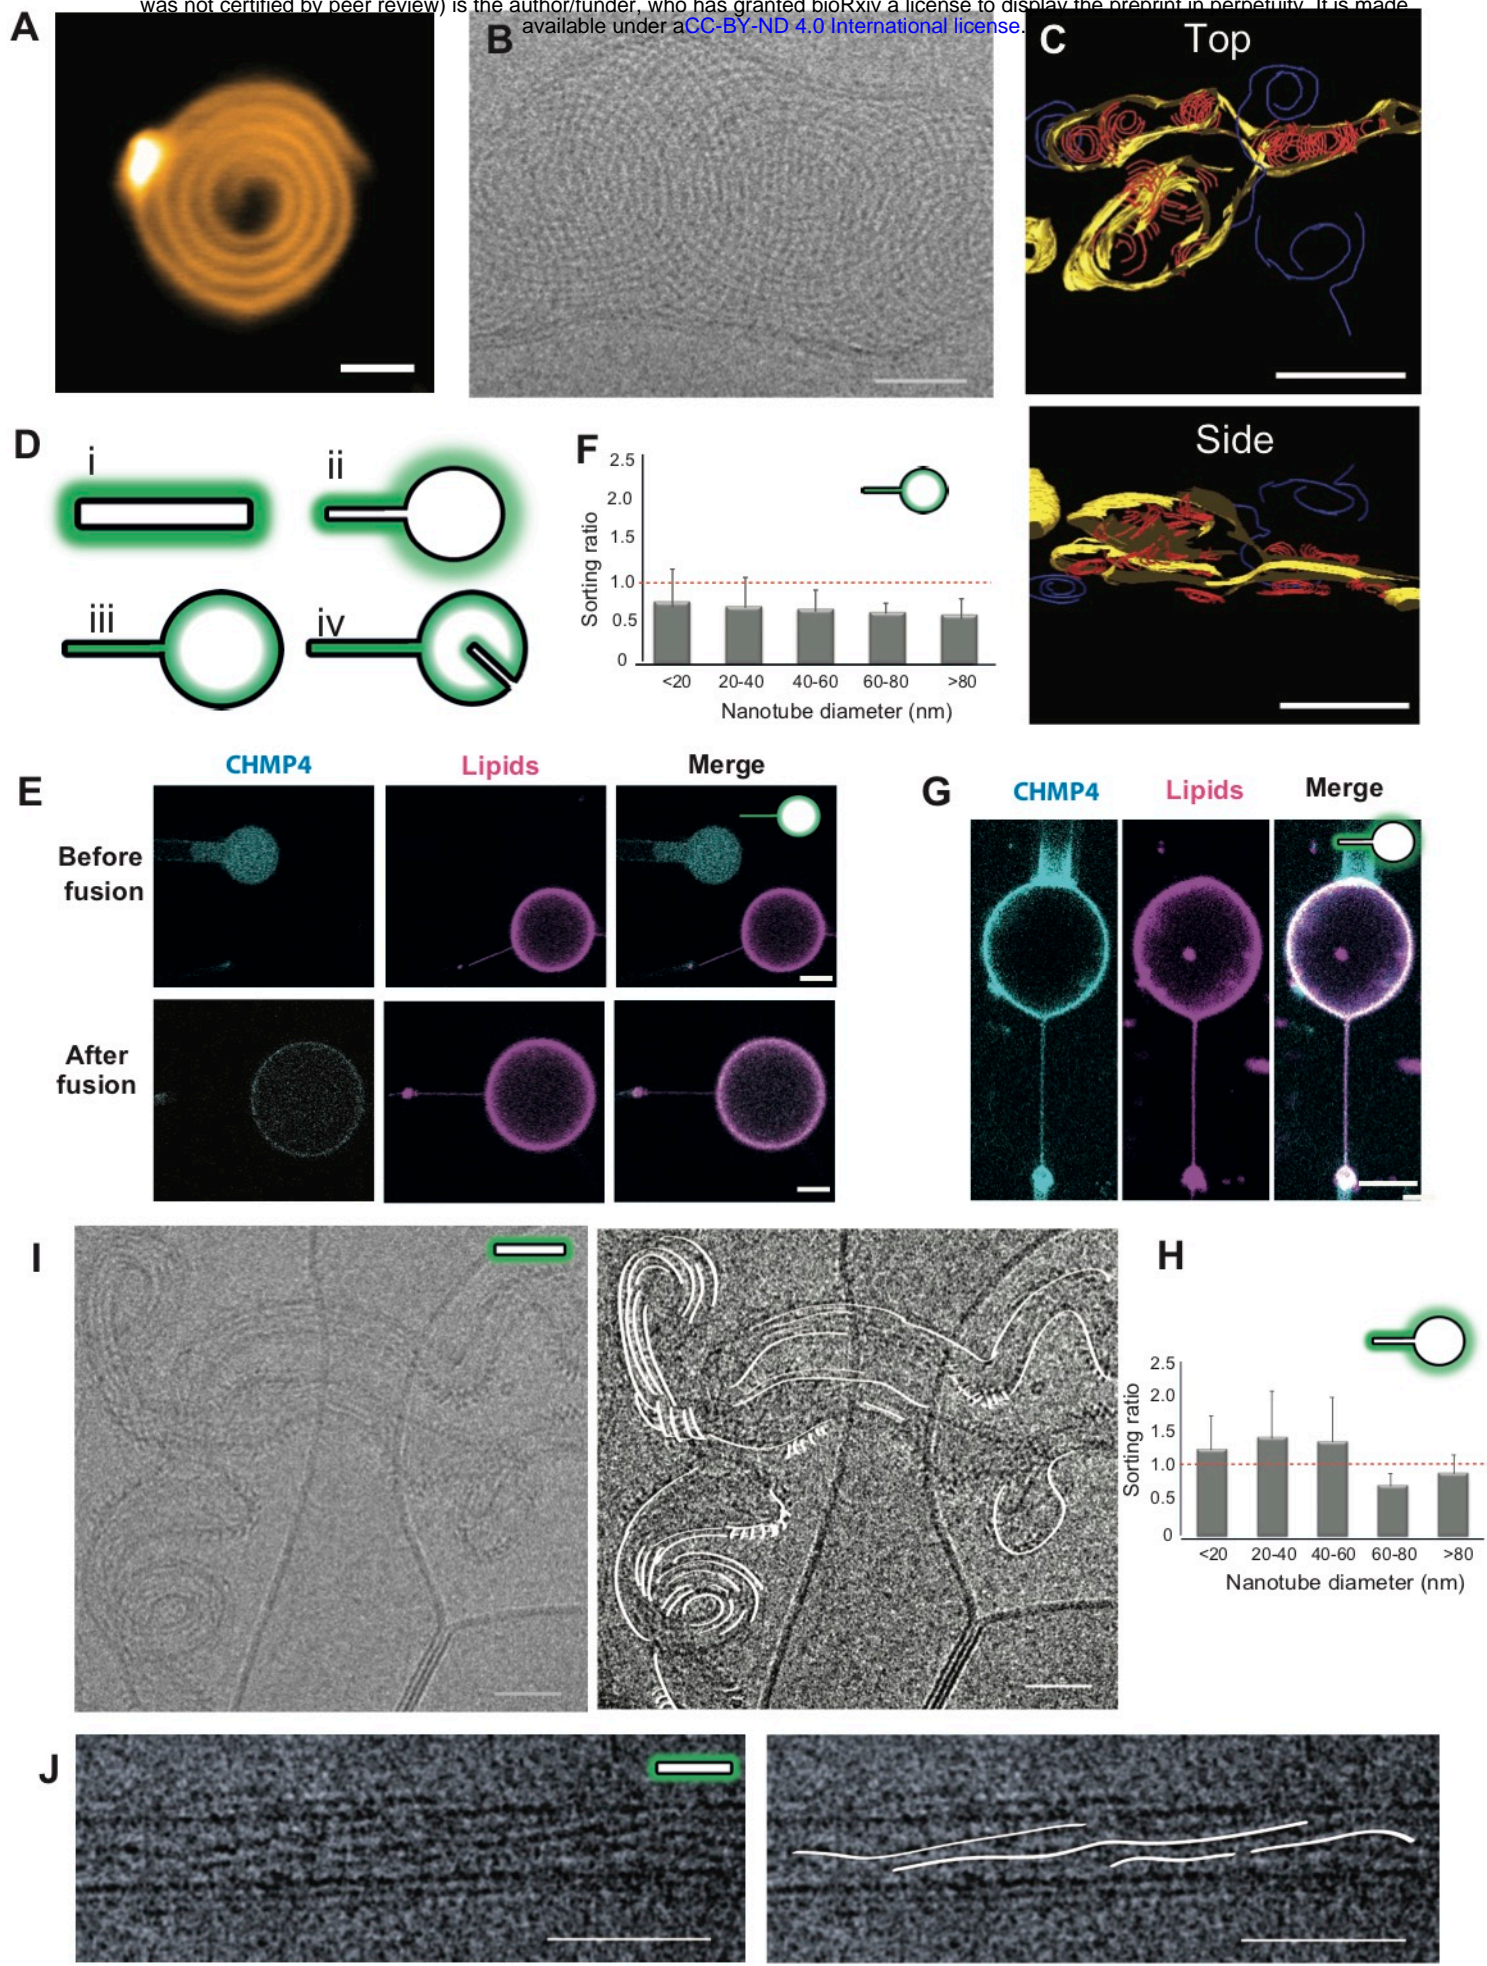 was not certified by peer review) is the author/funder, who has granted bioRxiv a license to display the preprint in perpetuity. It is made
available under aCC-BY-ND 4.0 International license.
A
B
C
Top
Side
D
i
ii
iii
iv
F
2.5
2.0
1.5
1.0
0.5
0
Sorting ratio
<20 20-40 40-60 60-80 >80
Nanotube diameter (nm)
E
CHMP4 Lipids Merge
Before
fusion
After
fusion
G
CHMP4 Lipids Merge
I
H
2.5
2.0
1.5
1.0
0.5
0
Sorting ratio
<20 20-40 40-60 60-80 >80
Nanotube diameter (nm)
J